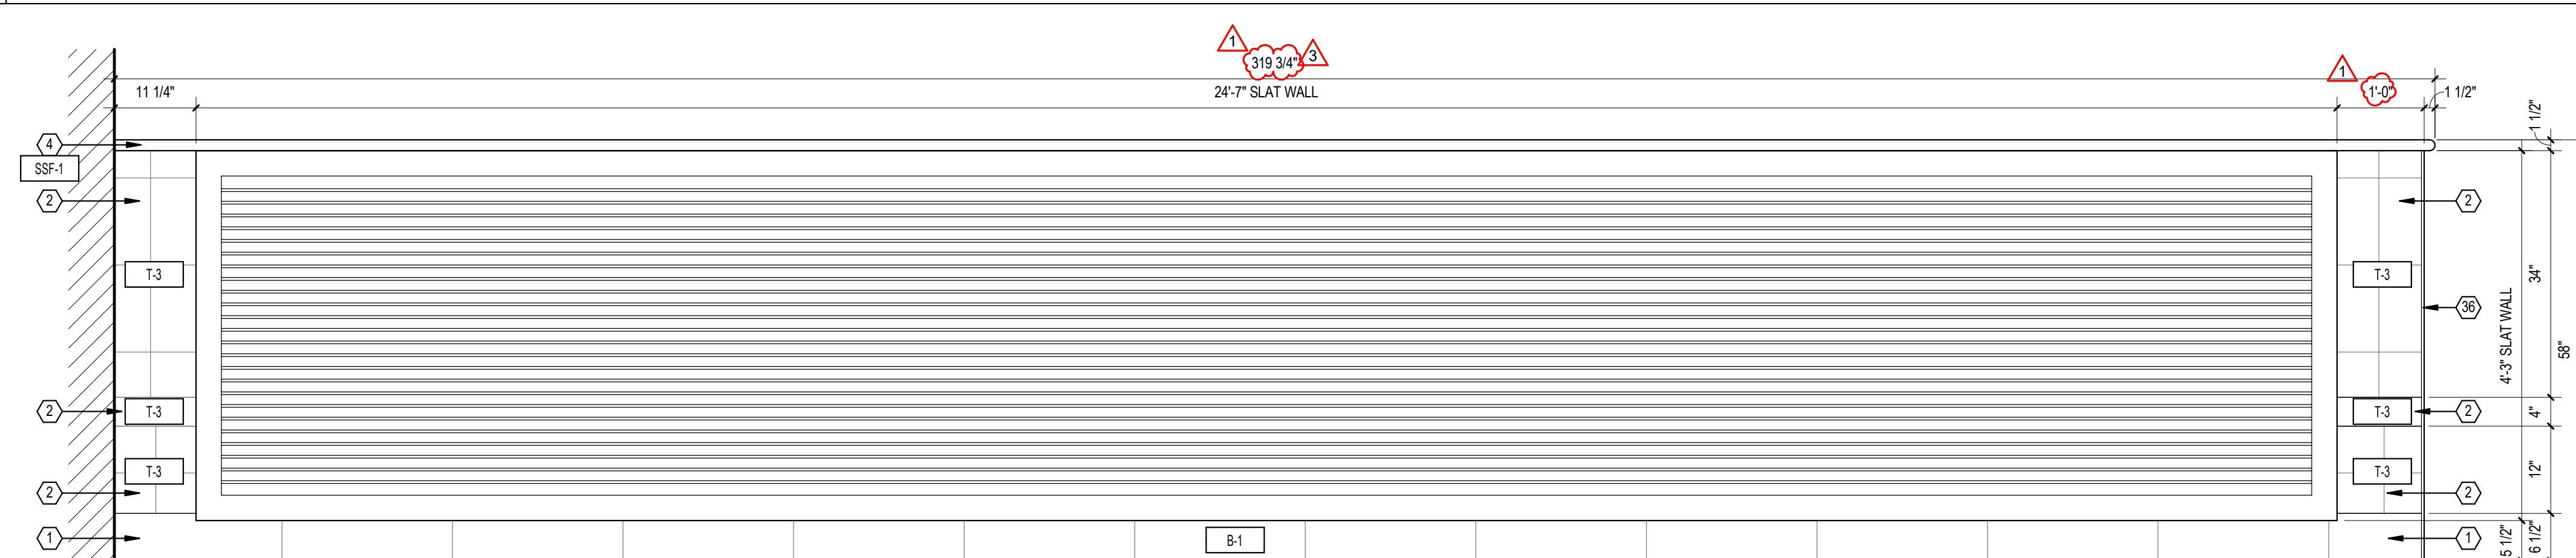 1
319 3/4"
3
1
11 1/4"
24'-7" SLAT WALL
1'-0"
1 1/2"
1 1/2"
4
SSF-1
2
2
T-3
T-3
34"
36
4'-3" SLAT WALL
58"
2
T-3
T-3
2
4"
T-3
T-3
12"
2
2
1
B-1
1
5 1/2"
6 1/2"